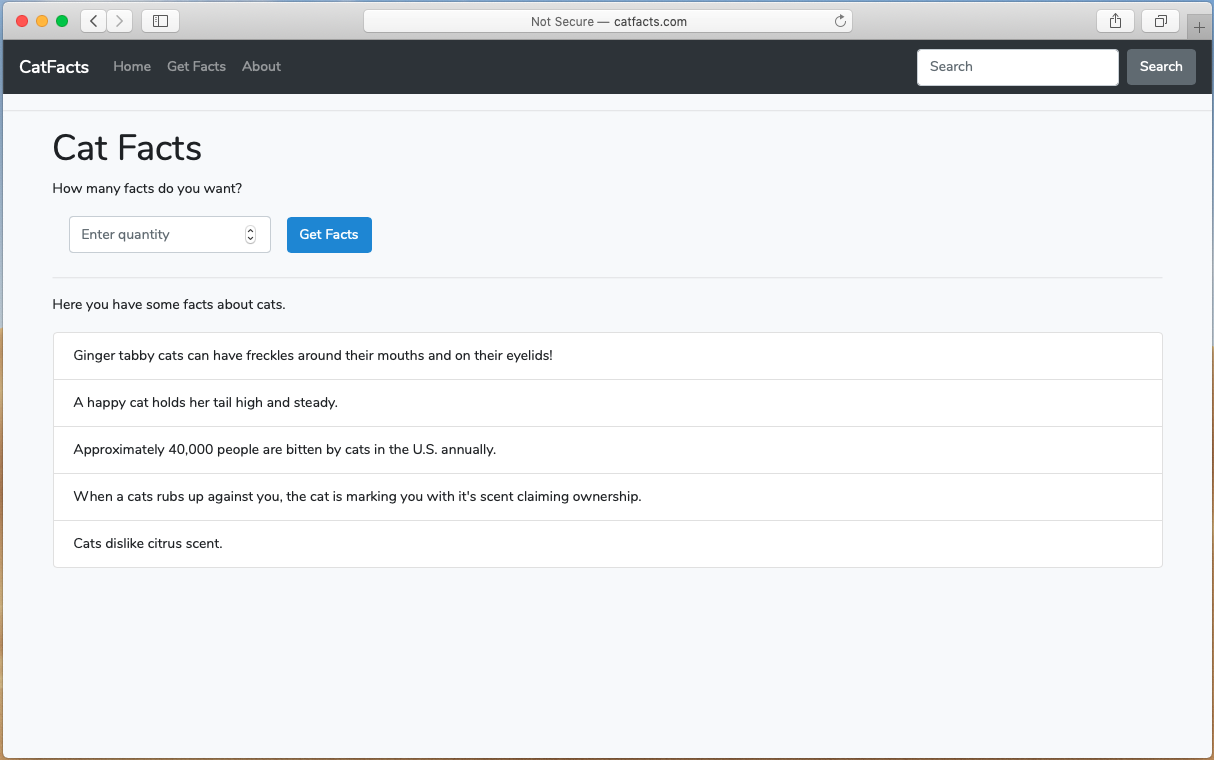 Not Secure — catfacts.com
CatFacts Home Get Facts About Search Search
Cat Facts
How many facts do you want?
Enter quantity Get Facts
Here you have some facts about cats.
Ginger tabby cats can have freckles around their mouths and on their eyelids!
A happy cat holds her tail high and steady.
Approximately 40,000 people are bitten by cats in the U.S. annually.
When a cats rubs up against you, the cat is marking you with it's scent claiming ownership.
Cats dislike citrus scent.